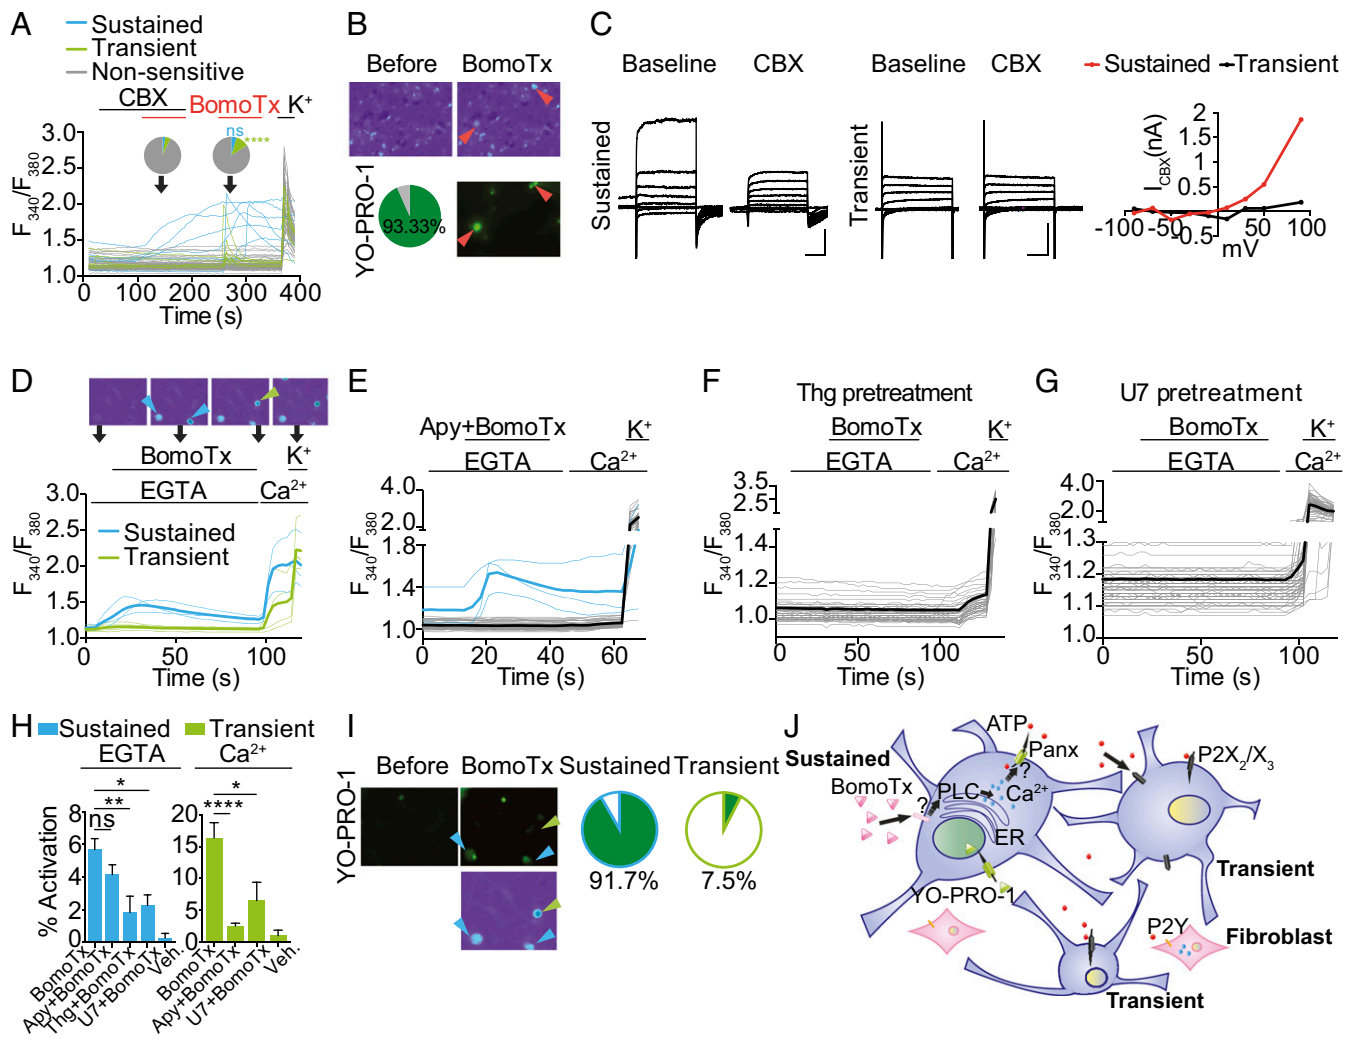 A
Sustained
Transient
Non-sensitive
CBX
BomoTx
K+
ns
****
3.0
2.5
2.0
1.5
1.0
F340/F380
0
100
200
300
400
Time (s)
B
Before
BomoTx
YO-PRO-1
93.33%
C
Baseline
CBX
Baseline
CBX
Sustained
Transient
Sustained
Transient
2
1.5
1
0.5
-0.5
ICBX(nA)
-100
-50
50
100
mV
D
BomoTx
K+
EGTA
Ca2+
Sustained
Transient
3.0
2.5
2.0
1.5
1.0
F340/F380
0
50
100
Time (s)
E
Apy+BomoTx
K+
EGTA
Ca2+
4.0
2.0
1.8
1.4
1.0
F340/F380
0
20
40
60
Time (s)
F
Thg pretreatment
BomoTx
K+
EGTA
Ca2+
3.5
2.5
1.4
1.2
1.0
F340/F380
0
50
100
Time (s)
G
U7 pretreatment
BomoTx
K+
EGTA
Ca2+
4.0
2.0
1.3
1.2
1.1
1.0
F340/F380
0
50
100
Time (s)
H
Sustained
Transient
EGTA
Ca2+
*
**
ns
*
****
% Activation
8
6
4
2
0
20
15
10
5
0
BomoTx
Apy+BomoTx
Thg+BomoTx
U7+BomoTx
Veh.
BomoTx
Apy+BomoTx
U7+BomoTx
Veh.
I
YO-PRO-1
Before
BomoTx
Sustained
Transient
91.7%
7.5%
J
Sustained
ATP
Panx
?
BomoTx
?
PLC
Ca2+
ER
YO-PRO-1
P2X2/X3
Transient
P2Y
Fibroblast
Transient